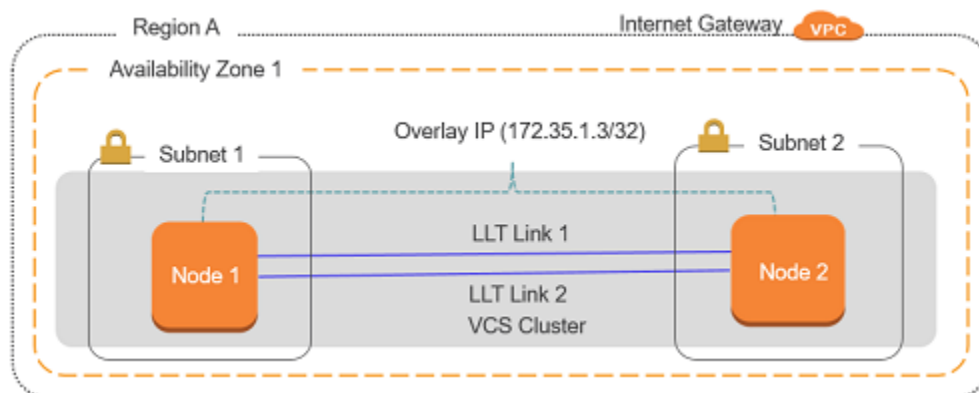 Region A
Internet Gateway
VPC
Availability Zone 1
Overlay IP (172.35.1.3/32)
Subnet 1
Subnet 2
LLT Link 1
Node 1
Node 2
LLT Link 2
VCS Cluster